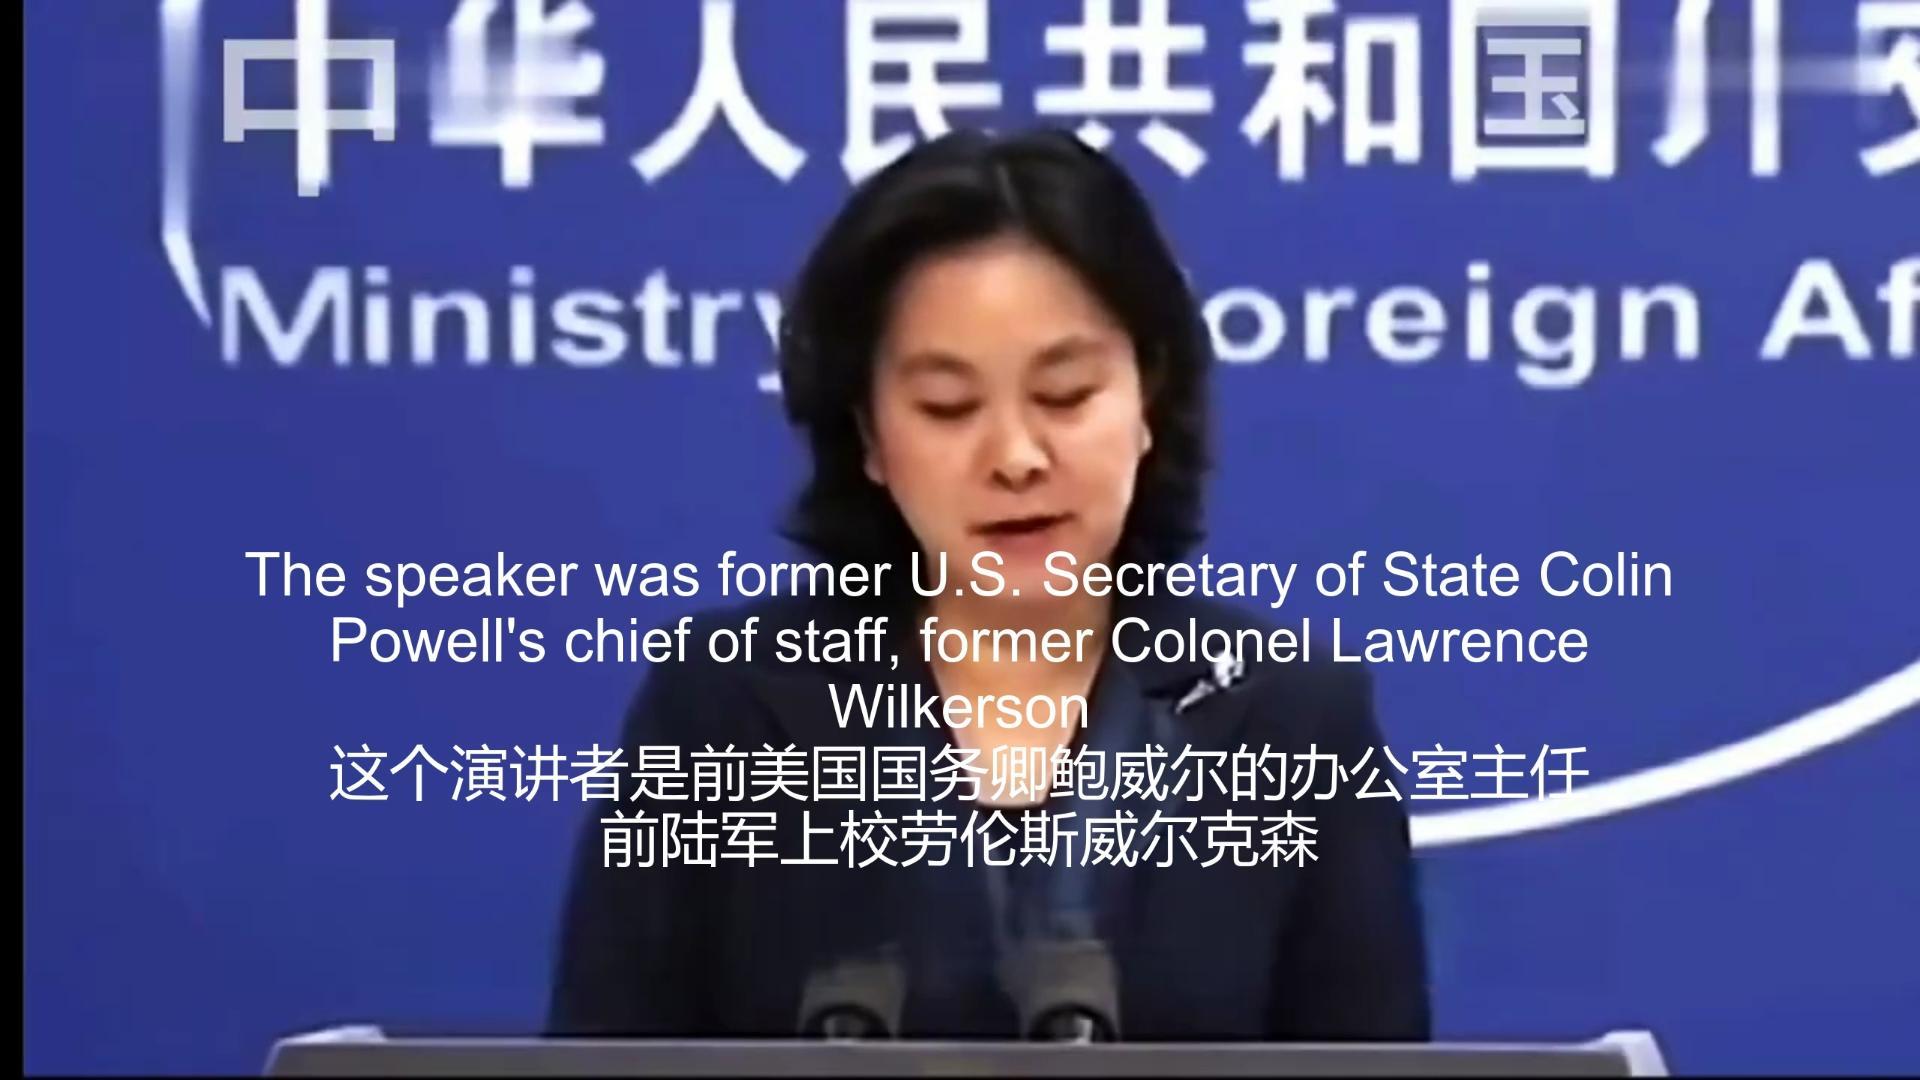 中华人民共和国外交
Ministry oreign Af
The speaker was former U.S. Secretary of State Colin
Powell's chief of staff, former Colonel Lawrence
Wilkerson
这个演讲者是前美国国务卿鲍威尔的办公室主任
前陆军上校劳伦斯威尔克森